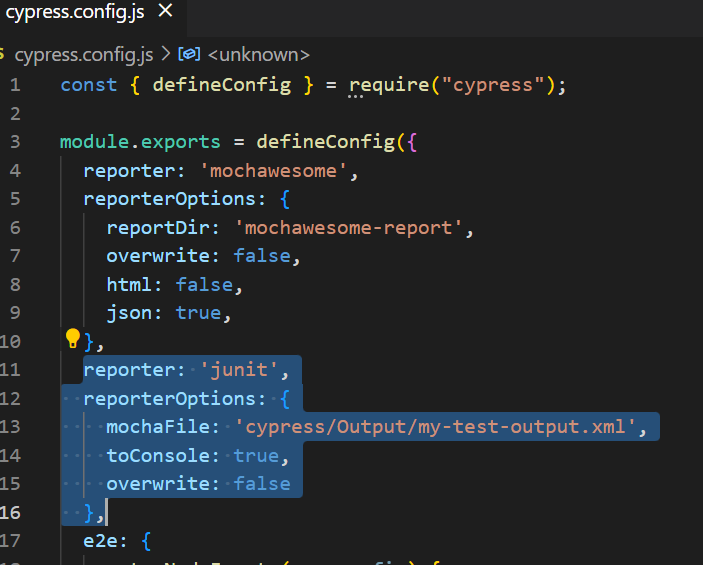 cypress.config.js ×
cypress.config.js > <unknown>
1 const { defineConfig } = require("cypress");
2
3 module.exports = defineConfig({
4 reporter: 'mochawesome',
5 reporterOptions: {
6 reportDir: 'mochawesome-report',
7 overwrite: false,
8 html: false,
9 json: true,
10 },
11 reporter: 'junit',
12 reporterOptions: {
13 mochaFile: 'cypress/Output/my-test-output.xml',
14 toConsole: true,
15 overwrite: false
16 },
17 e2e: {